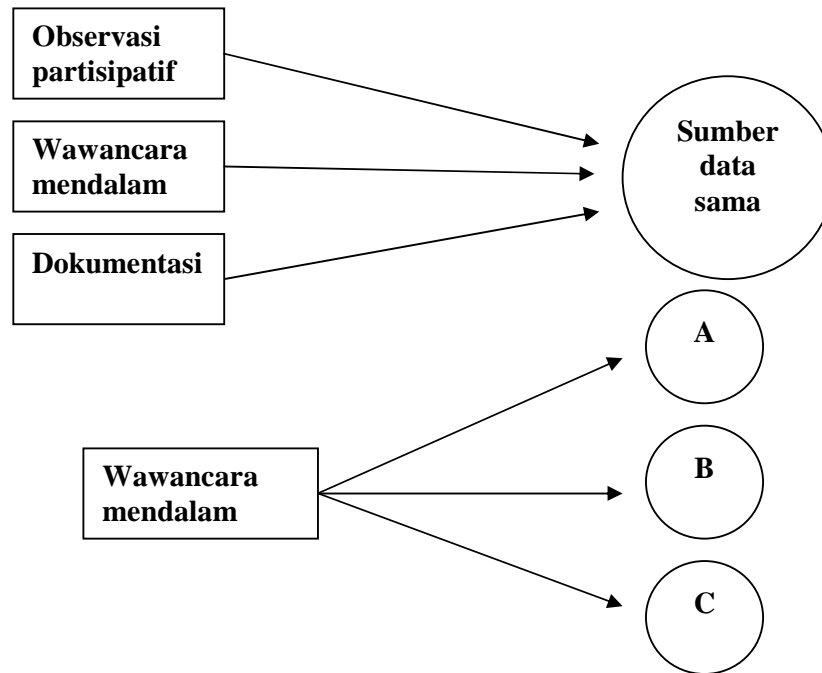 Observasi
partisipatif
Wawancara
mendalam
Dokumentasi
Sumber
data
sama
A
Wawancara
mendalam
B
C